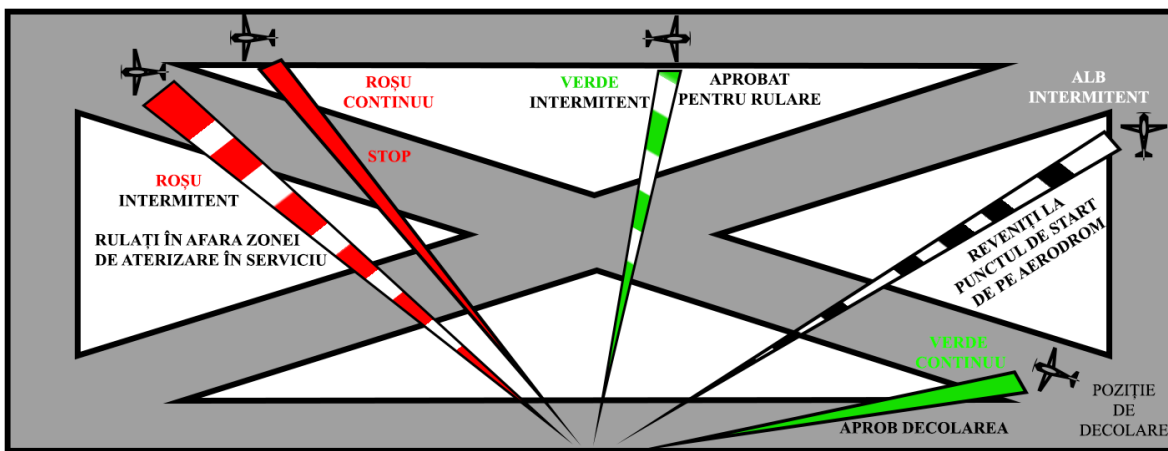 ROȘU
CONTINUU
STOP
ROȘU
INTERMITENT
RULAȚI ÎN AFARA ZONEI
DE ATERIZARE ÎN SERVICIU
VERDE
INTERMITENT
APROBAT
PENTRU RULARE
ALB
INTERMITENT
REVENIȚI LA
PUNCTUL DE START
DE PE AERODROM
VERDE
CONTINUU
APROB DECOLAREA
POZIȚIE
DE
DECOLARE